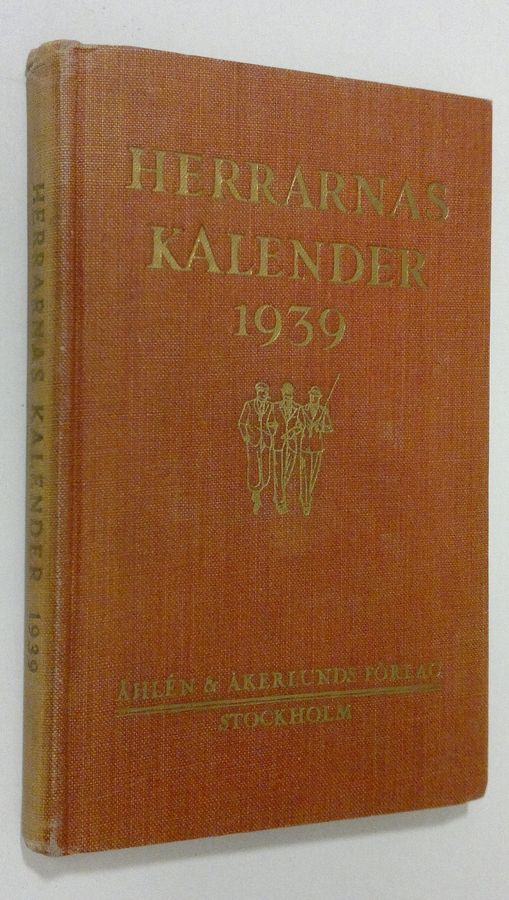 HERRARNAS
KALENDER
1939
ÅHLÉN & ÅKERLUNDS FÖRLAG
STOCKHOLM
HERRARNAS KALENDER 1939